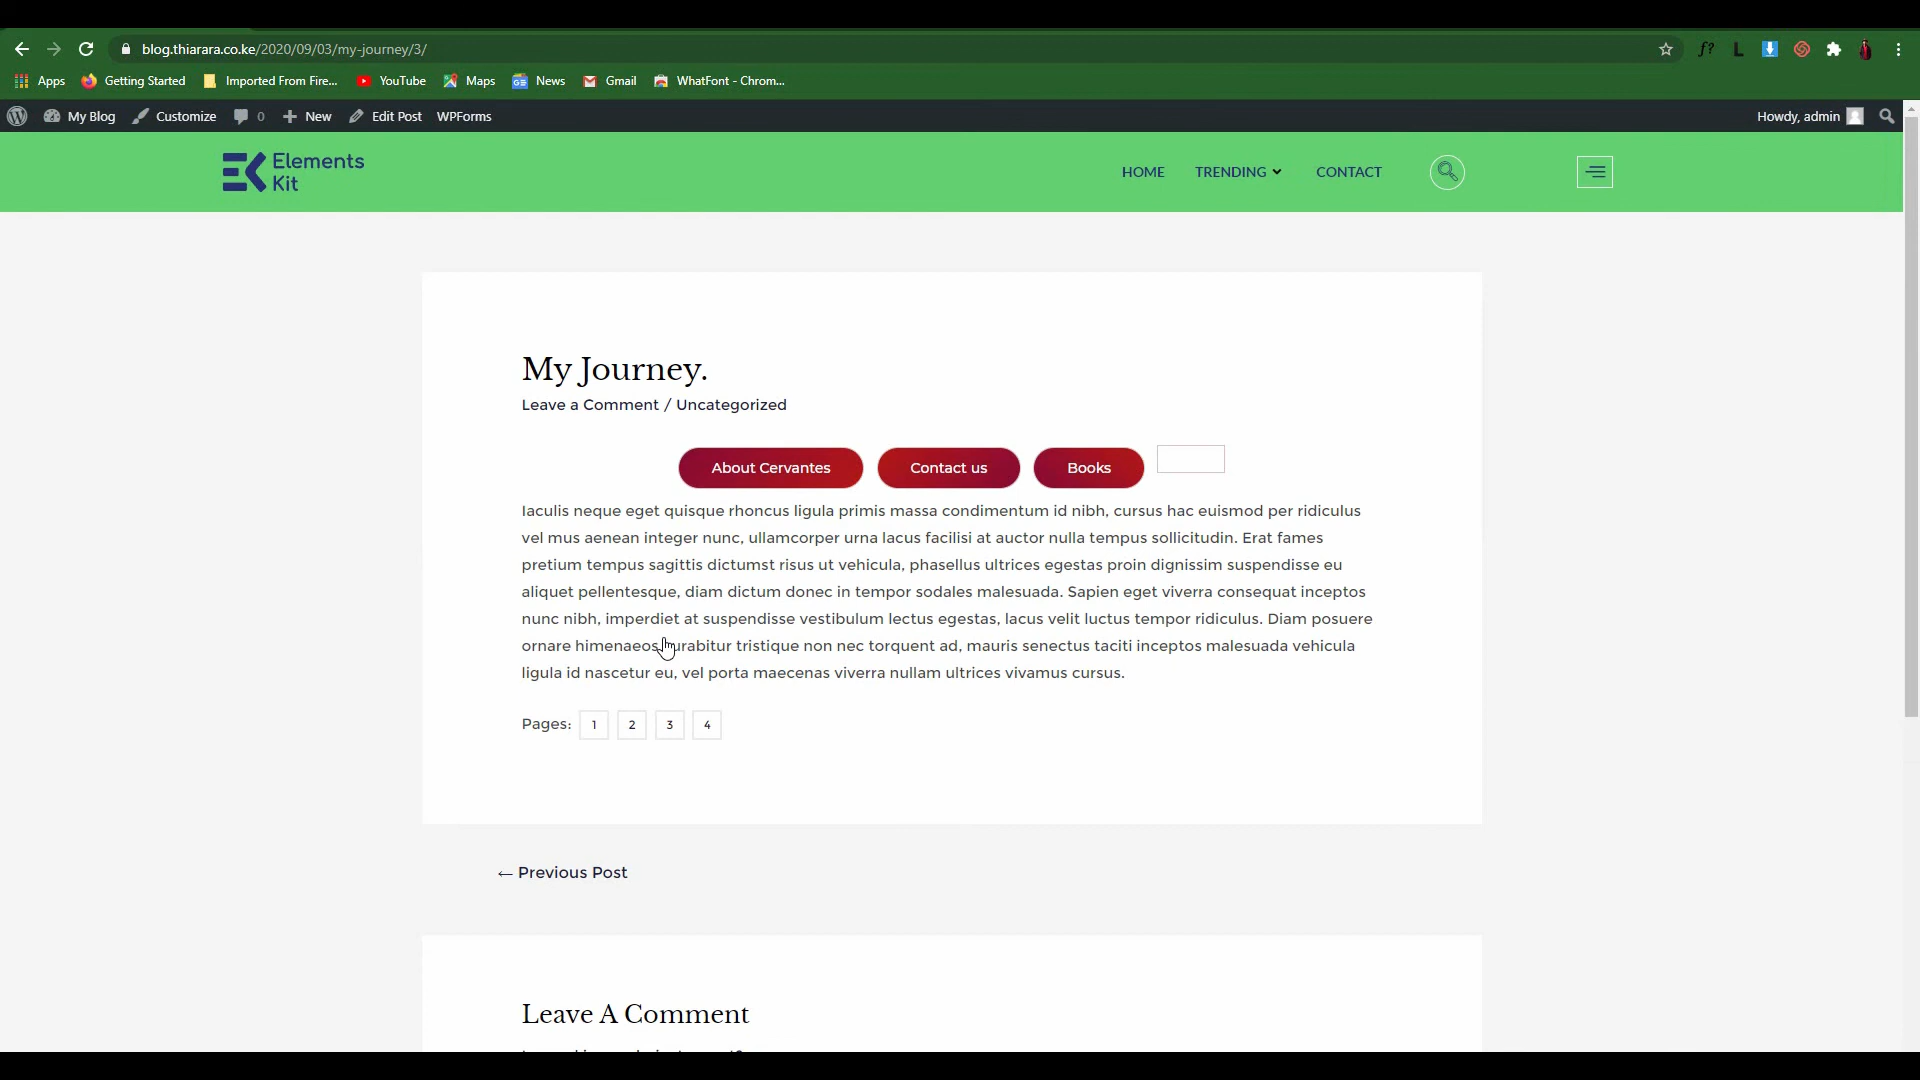 blog.thiarara.co.ke/2020/09/03/my-journey/3/
f? L
Apps Getting Started Imported From Fire... YouTube Maps News Gmail WhatFont - Chrom...
My Blog Customize 0 New Edit Post WPForms Howdy, admin
Elements
Kit
HOME TRENDING CONTACT
My Journey.
Leave a Comment / Uncategorized
About Cervantes Contact us Books
Iaculis neque eget quisque rhoncus ligula primis massa condimentum id nibh, cursus hac euismod per ridiculus
vel mus aenean integer nunc, ullamcorper urna lacus facilisi at auctor nulla tempus sollicitudin. Erat fames
pretium tempus sagittis dictumst risus ut vehicula, phasellus ultrices egestas proin dignissim suspendisse eu
aliquet pellentesque, diam dictum donec in tempor sodales malesuada. Sapien eget viverra consequat inceptos
nunc nibh, imperdiet at suspendisse vestibulum lectus egestas, lacus velit luctus tempor ridiculus. Diam posuere
ornare himenaeos urabitur tristique non nec torquent ad, mauris senectus taciti inceptos malesuada vehicula
ligula id nascetur eu, vel porta maecenas viverra nullam ultrices vivamus cursus.
Pages: 1 2 3 4
← Previous Post
Leave A Comment